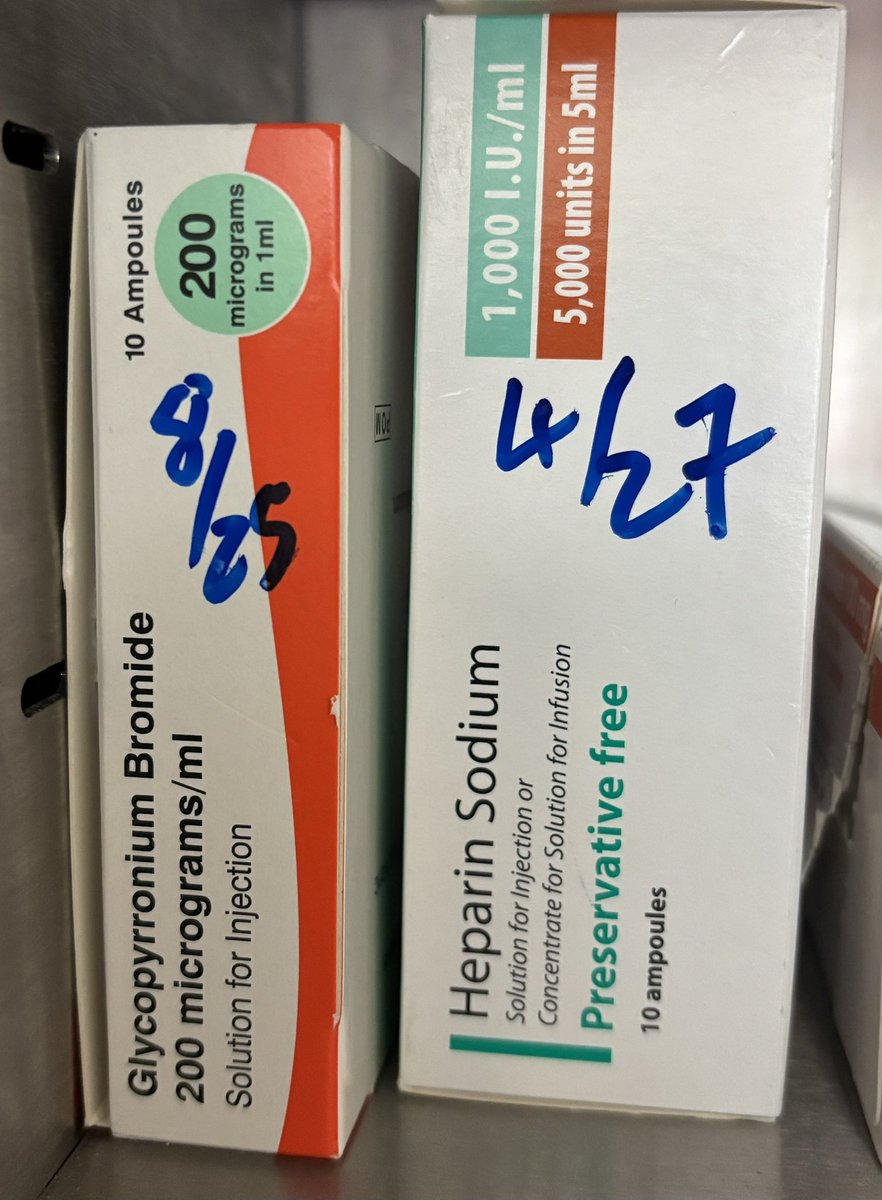 Glycopyrronium Bromide
200 micrograms/ml
Solution for Injection
10 Ampoules
200
micrograms
in 1ml
8/25
POM
Heparin Sodium
Solution for Injection or
Concentrate for Solution for Infusion
Preservative free
10 ampoules
1,000 I.U./ml
5,000 units in 5ml
4/27